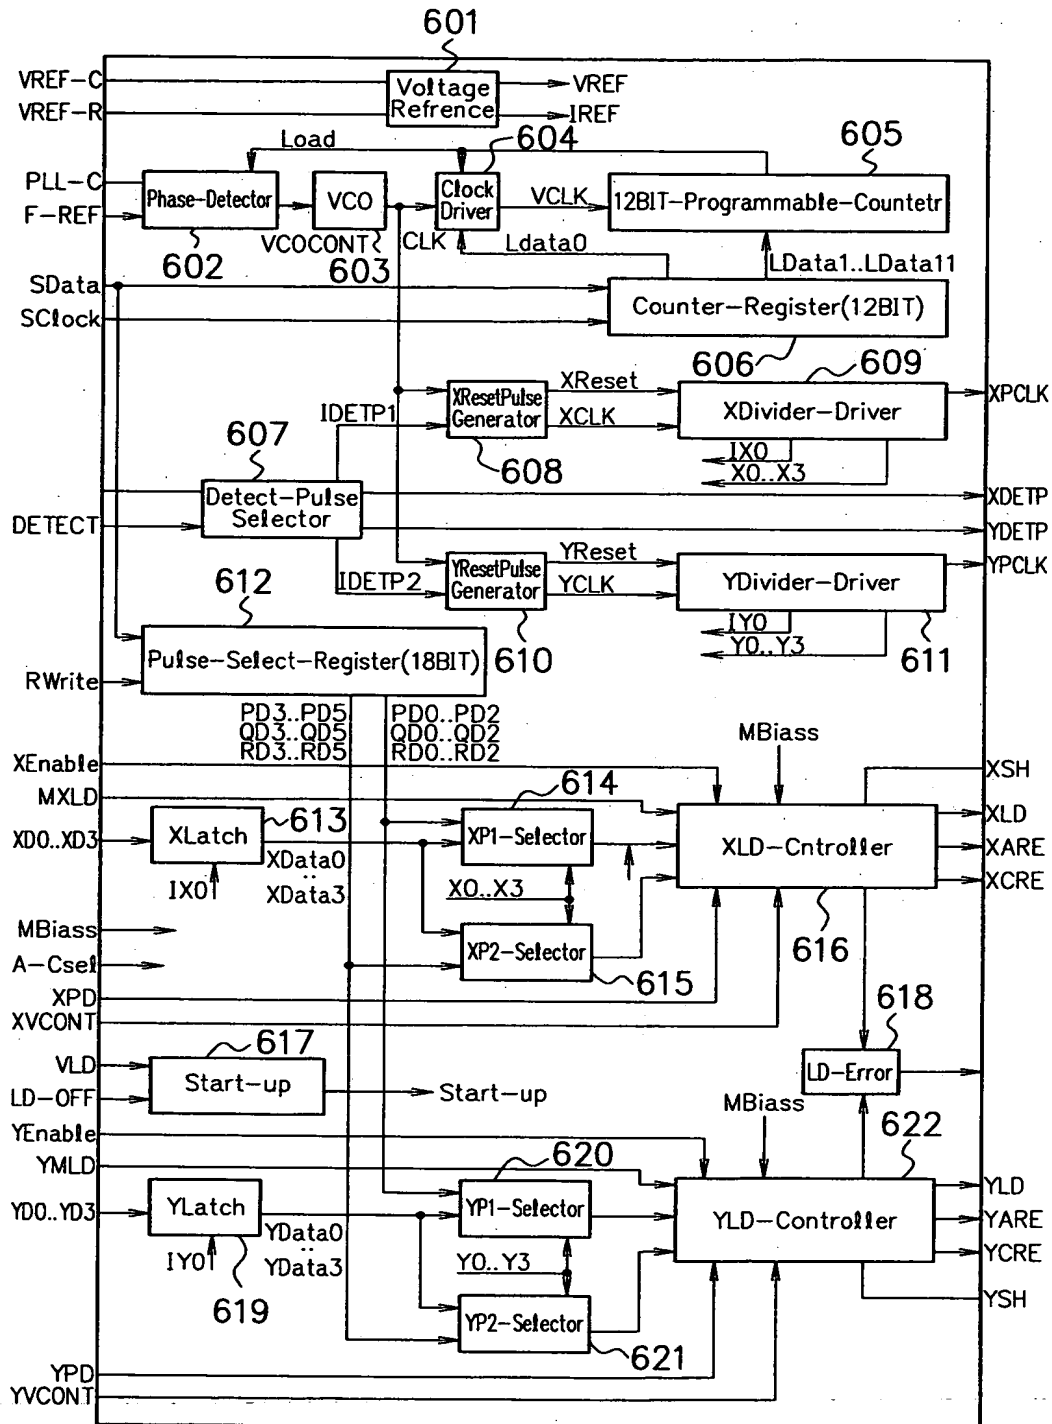 601
VREF-C
Voltage
Refrence
VREF
VREF-R
IREF
Load
604
605
PLL-C
Phase-Detector
VCO
Clock
Driver
VCLK
12BIT-Programmable-Countetr
F-REF
VCOCONT
CLK
602
603
Ldata0
LData1..LData11
SData
SClock
Counter-Register(12BIT)
606
609
XReset
XResetPulse
Generator
XCLK
XDivider-Driver
XPCLK
IDETP1
607
608
IX0
X0..X3
Detect-Pulse
Selector
XDETP
DETECT
YDETP
YReset
YResetPulse
Generator
YCLK
YDivider-Driver
YPCLK
IDETP2
612
610
IY0
Y0..Y3
611
Pulse-Select-Register(18BIT)
RWrite
PD3..PD5
QD3..QD5
RD3..RD5
PD0..PD2
QD0..QD2
RD0..RD2
MBiass
XEnable
XSH
614
MXLD
613
XLD
XD0..XD3
XLatch
XP1-Selector
XLD-Cntroller
XARE
XData0
..
XData3
IX0
X0..X3
XCRE
MBiass
XP2-Selector
616
A-Csel
615
XPD
618
XVCONT
617
VLD
Start-up
Start-up
LD-Error
LD-OFF
MBiass
YEnable
622
YMLD
620
YD0..YD3
YLatch
YP1-Selector
YLD-Controller
YLD
YARE
YData0
..
YData3
IY0
Y0..Y3
YCRE
619
YSH
YP2-Selector
621
YPD
YVCONT